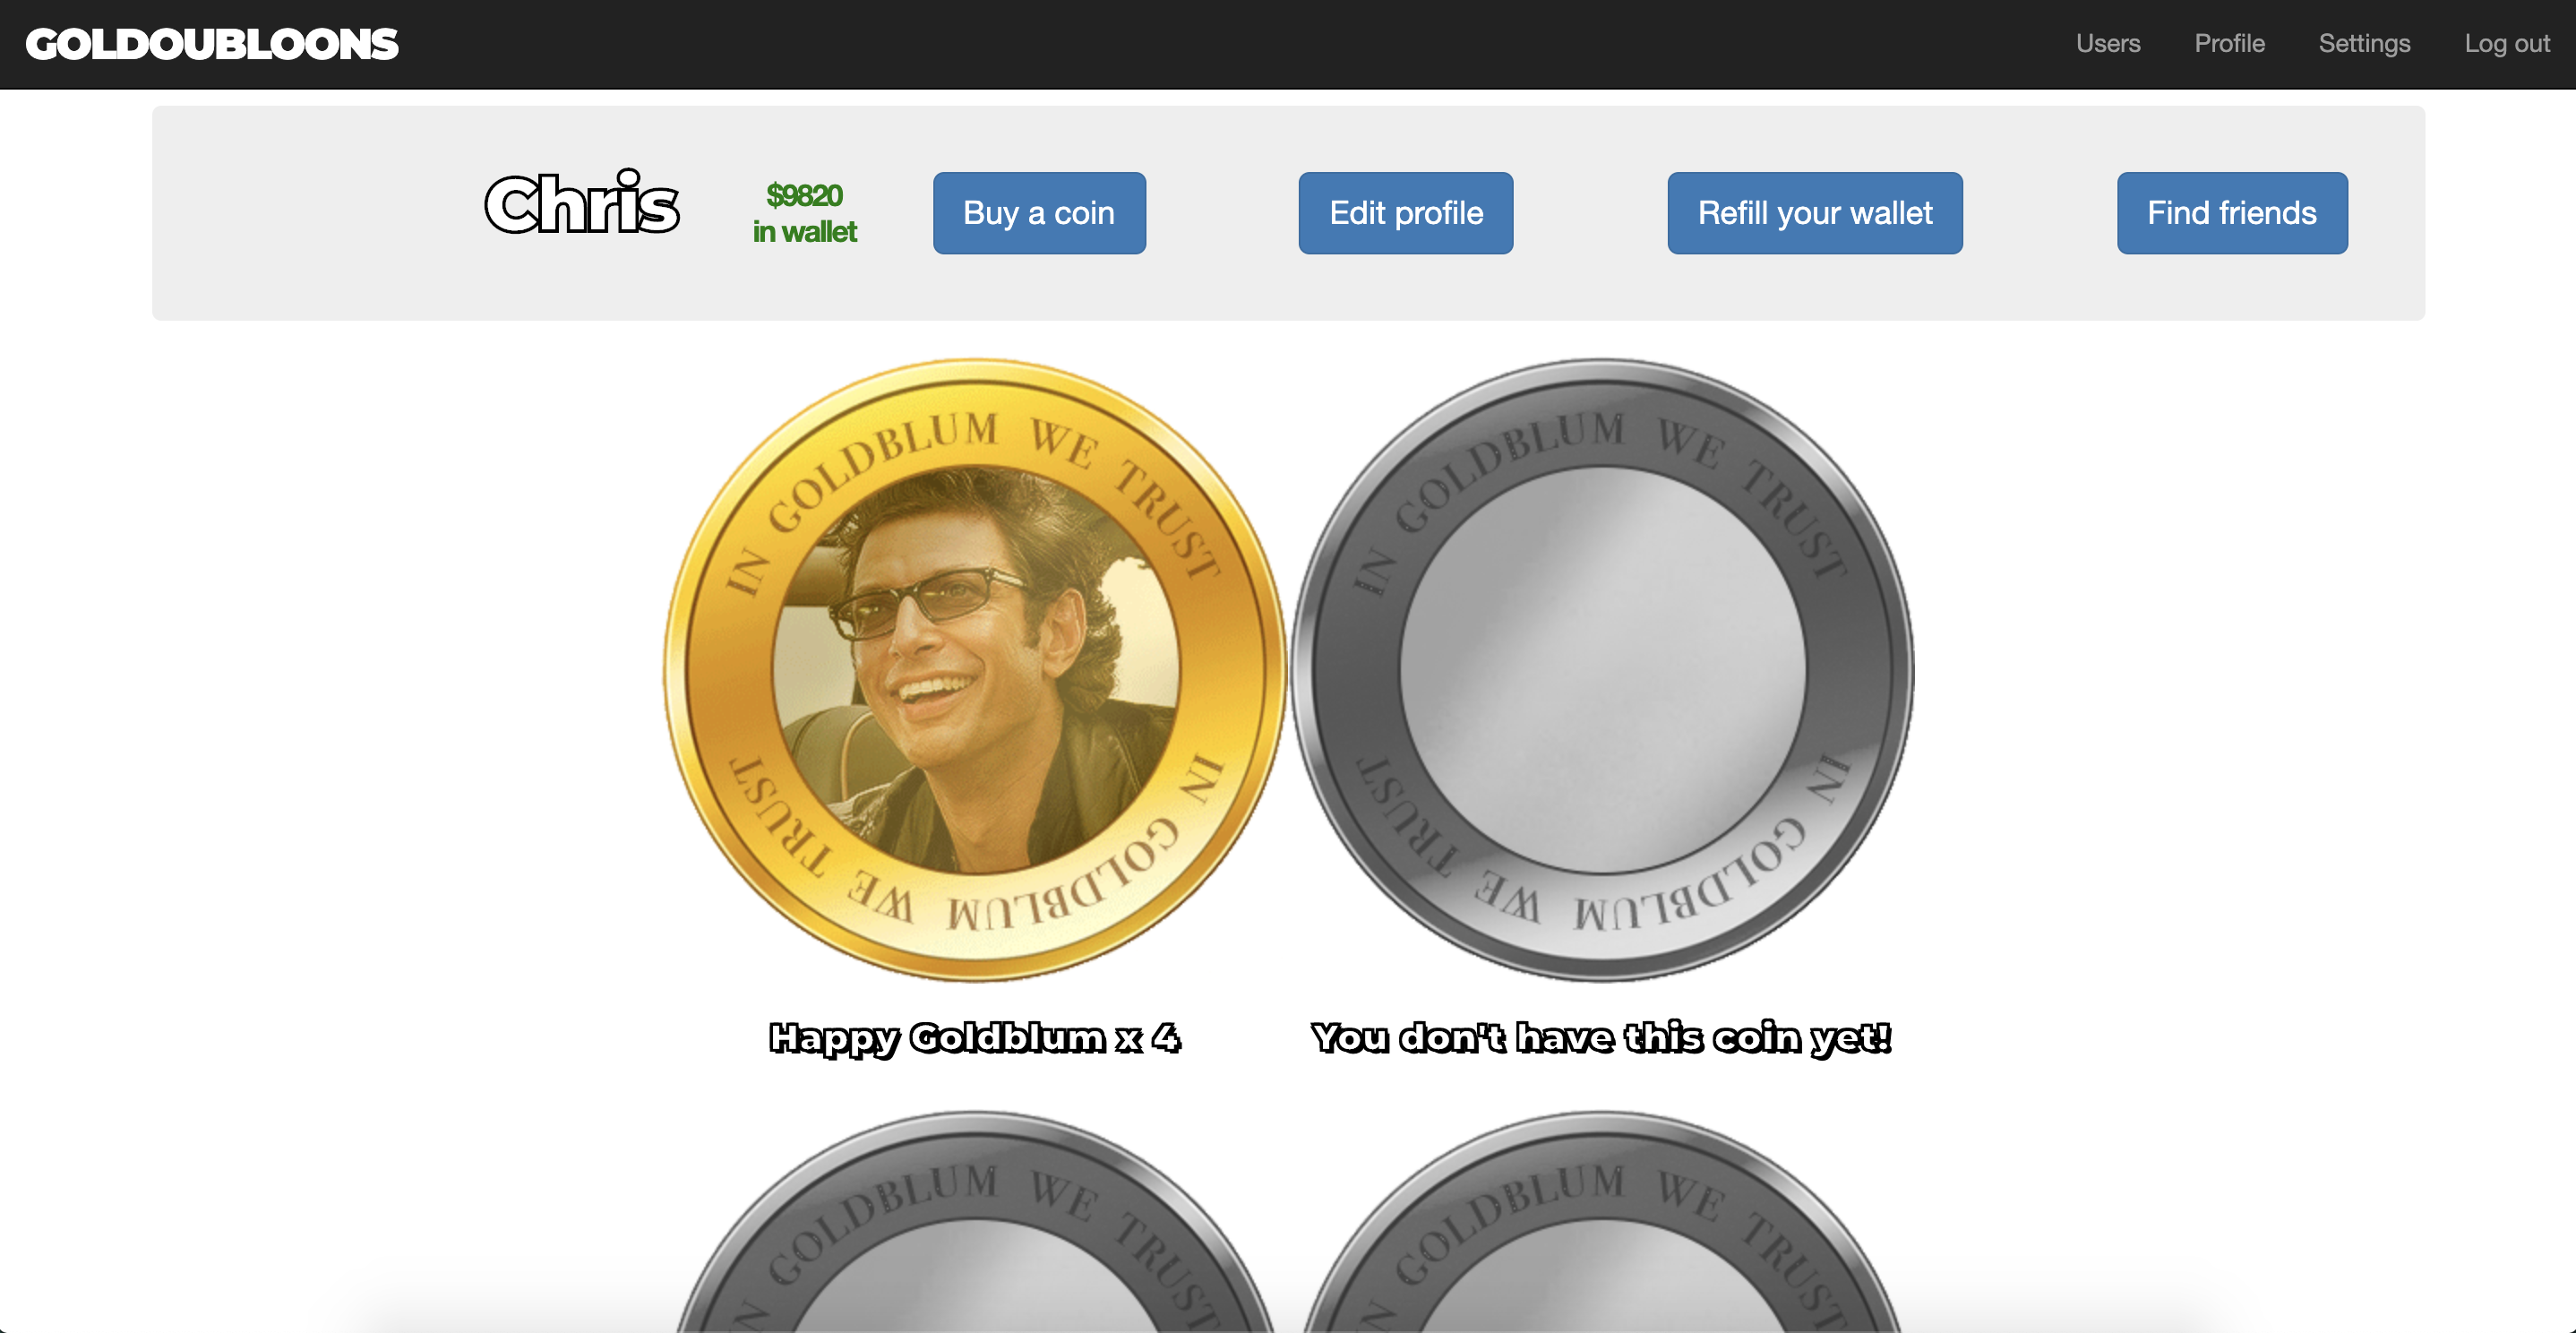 GOLDOUBLOONS
Users Profile Settings Log out
Chris
$9820
in wallet
Buy a coin
Edit profile
Refill your wallet
Find friends
IN GOLDBLUM WE TRUST
IN GOLDBLUM WE TRUST
IN GOLDBLUM WE TRUST
IN GOLDBLUM WE TRUST
Happy Goldblum x 4
You don't have this coin yet!
IN GOLDBLUM WE TRUST
IN GOLDBLUM WE TRUST